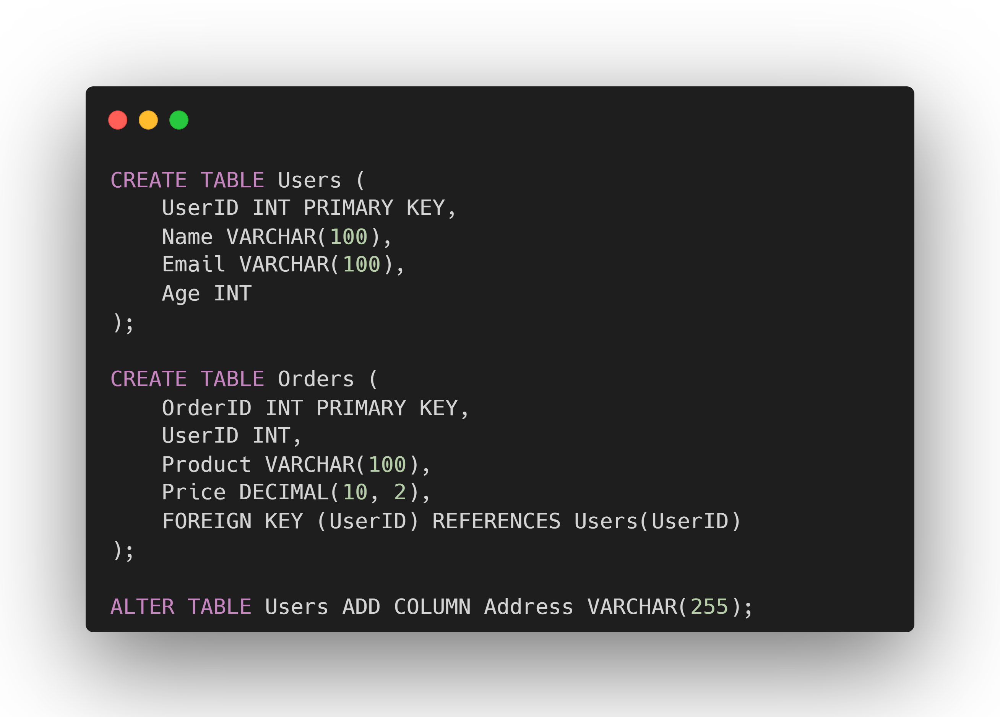 CREATE TABLE Users (
    UserID INT PRIMARY KEY,
    Name VARCHAR(100),
    Email VARCHAR(100),
    Age INT
);

CREATE TABLE Orders (
    OrderID INT PRIMARY KEY,
    UserID INT,
    Product VARCHAR(100),
    Price DECIMAL(10, 2),
    FOREIGN KEY (UserID) REFERENCES Users(UserID)
);

ALTER TABLE Users ADD COLUMN Address VARCHAR(255);